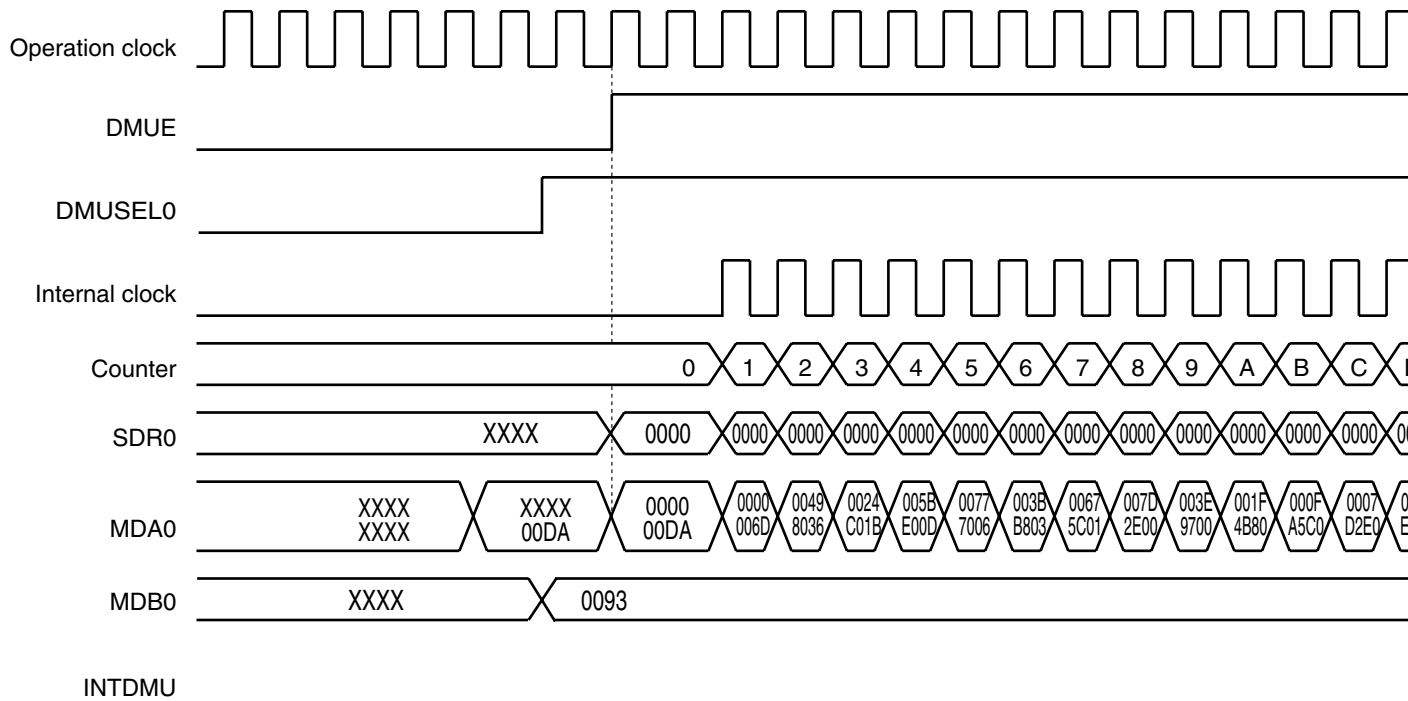 Operation clock
DMUE
DMUSEL0
Internal clock
Counter 0 1 2 3 4 5 6 7 8 9 A B C
SDR0 XXXX 0000 0000 0000 0000 0000 0000 0000 0000 0000 0000 0000 0000 0000
MDA0 XXXX XXXX 0000 0000 0049 0024 005B 0077 003B 0067 007D 003E 001F 000F 0007
XXXX 00DA 00DA 006D 8036 C01B E00D 7006 B803 5C01 2E00 9700 4B80 A5C0 D2E0
MDB0 XXXX 0093
INTDMU